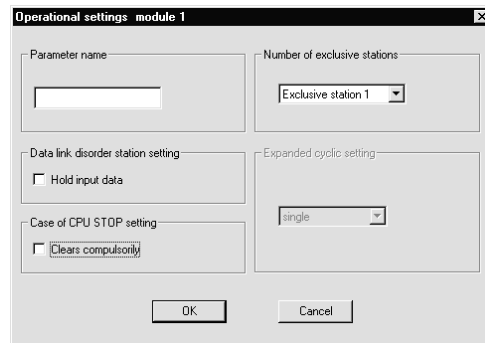 Operational settings module 1
Parameter name
Number of exclusive stations
Exclusive station 1
Data link disorder station setting
Hold input data
Expanded cyclic setting
single
Case of CPU STOP setting
Clears compulsorily
OK
Cancel